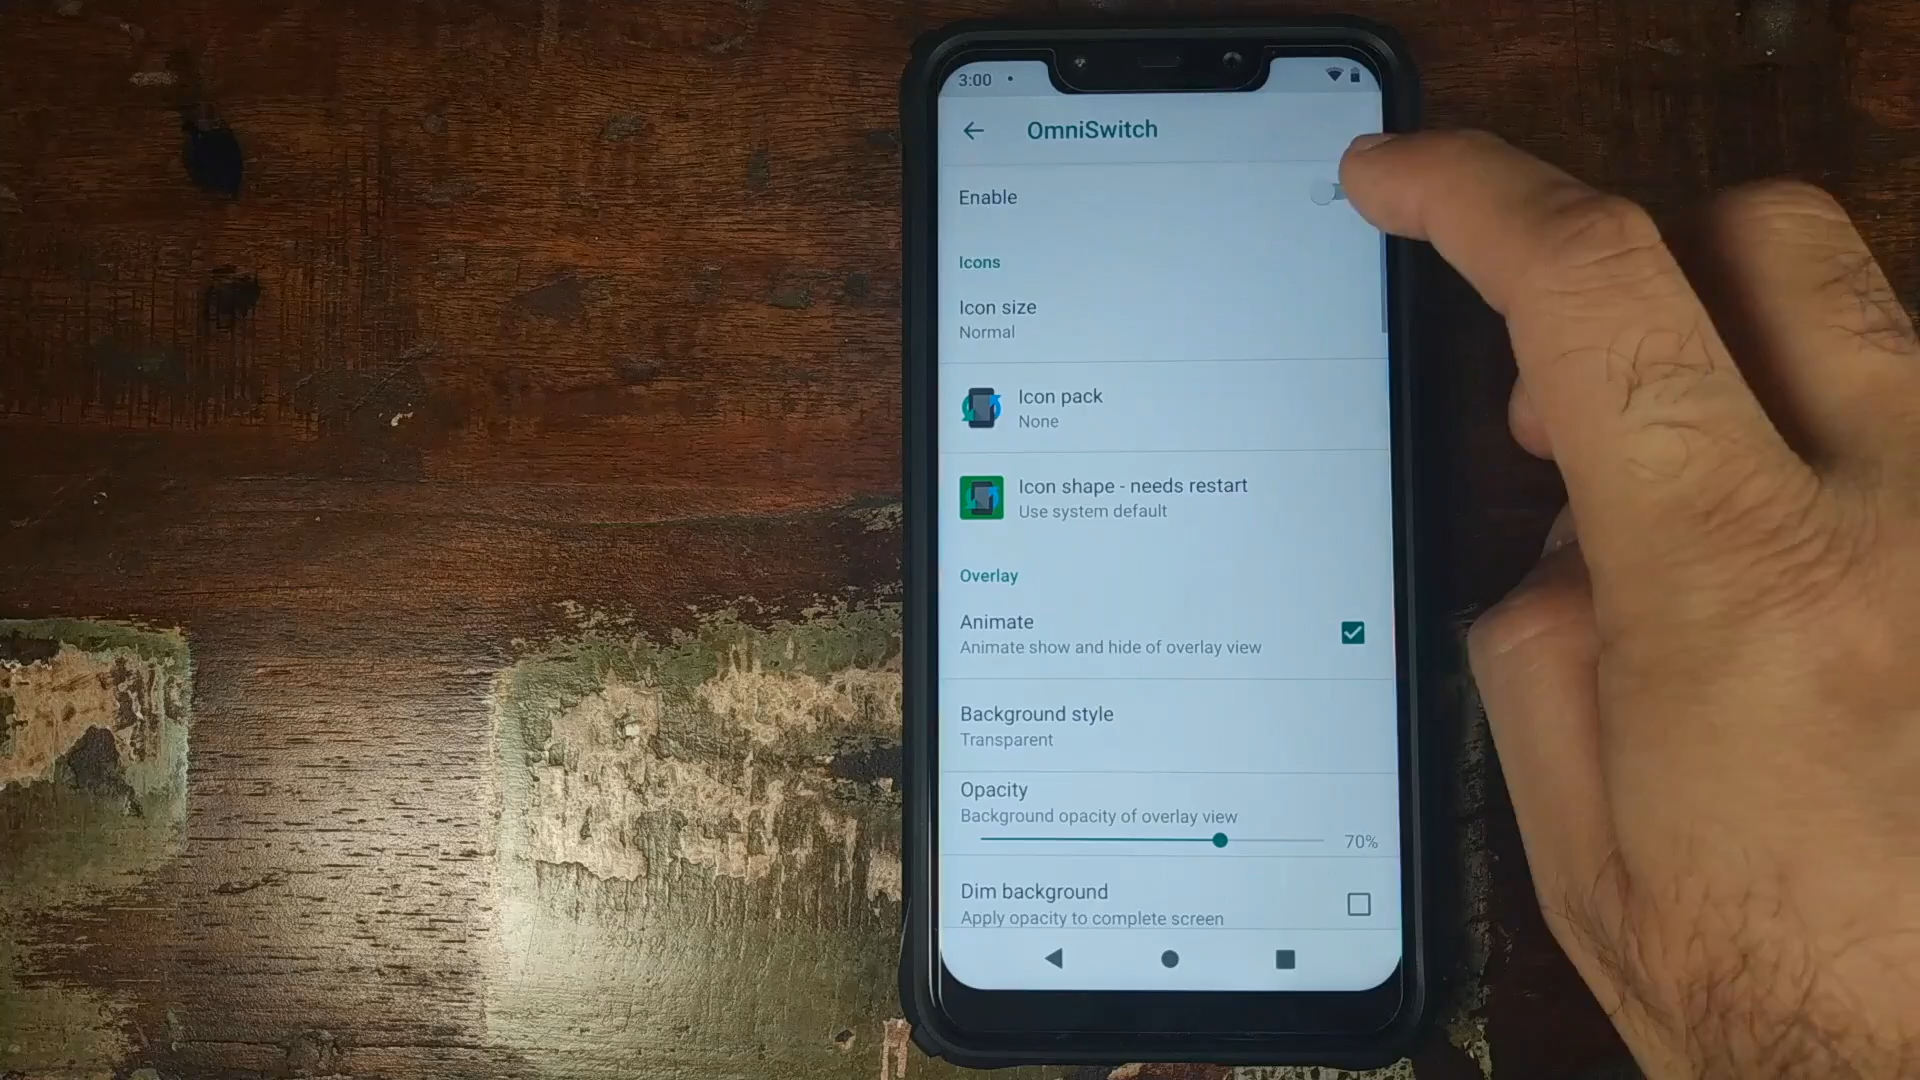 3:00
OmniSwitch
Enable
Icons
Icon size
Normal
Icon pack
None
Icon shape - needs restart
Use system default
Overlay
Animate
Animate show and hide of overlay view
Background style
Transparent
Opacity
Background opacity of overlay view
70%
Dim background
Apply opacity to complete screen